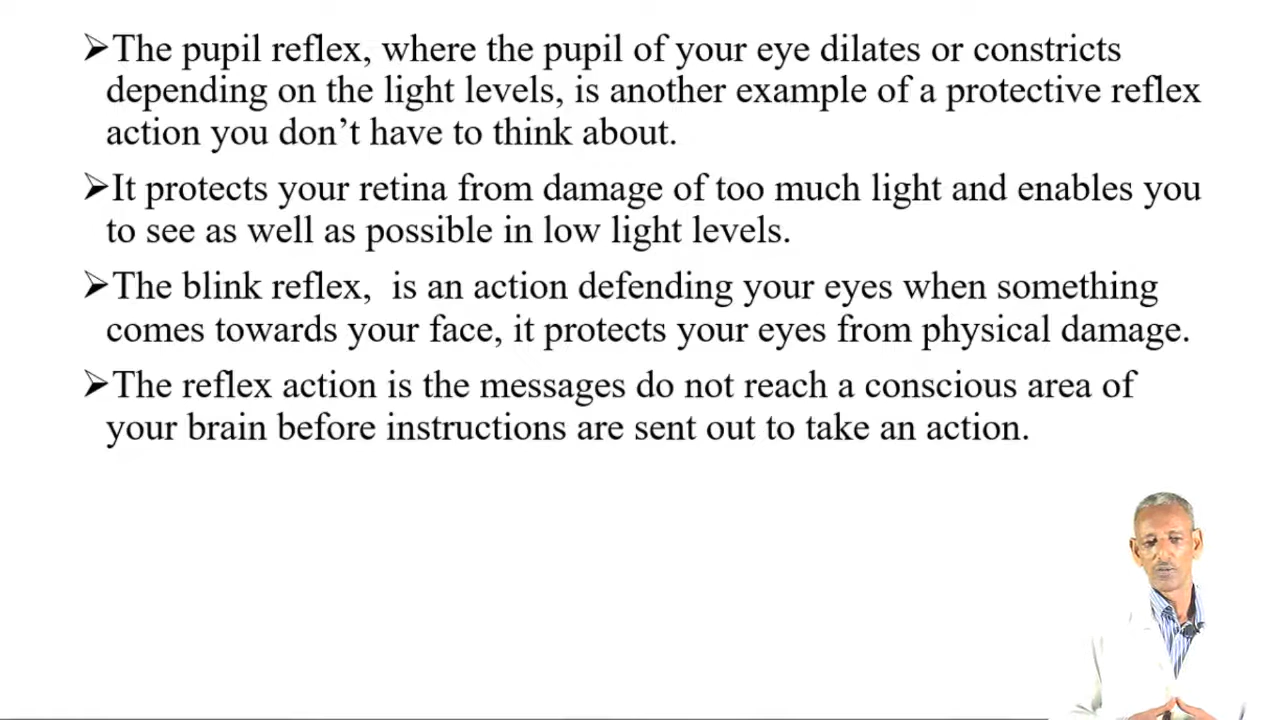 ➢The pupil reflex, where the pupil of your eye dilates or constricts
depending on the light levels, is another example of a protective reflex
action you don’t have to think about.
➢It protects your retina from damage of too much light and enables you
to see as well as possible in low light levels.
➢The blink reflex,  is an action defending your eyes when something
comes towards your face, it protects your eyes from physical damage.
➢The reflex action is the messages do not reach a conscious area of
your brain before instructions are sent out to take an action.